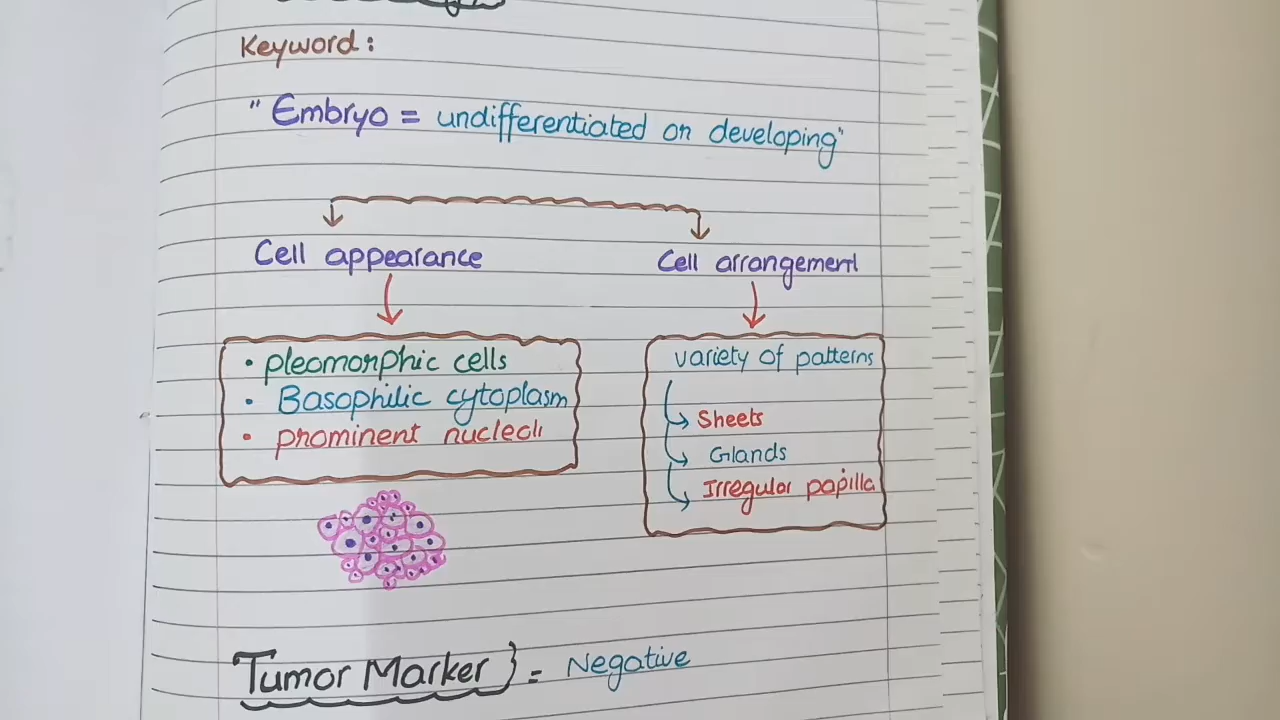 Keyword:
"Embryo = undifferentiated or developing"
Cell appearance
Cell arrangement
• pleomorphic cells
• Basophilic cytoplasm
• prominent nucleoli
variety of patterns
Sheets
Glands
Irregular papilla
Tumor Marker} = Negative